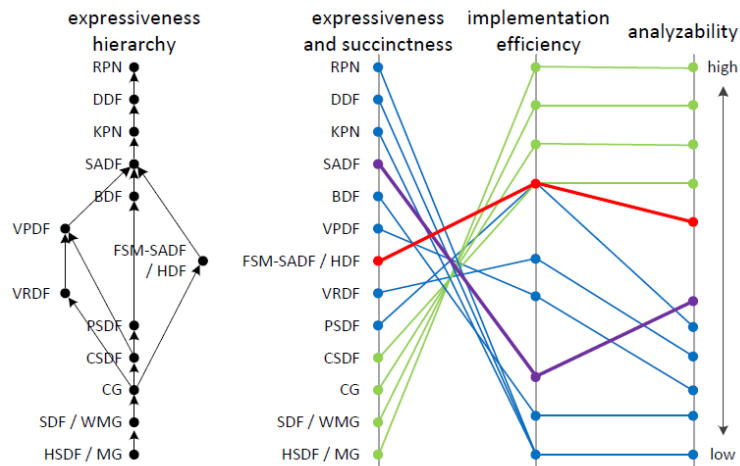 expressiveness
hierarchy
RPN
DDF
KPN
SADF
BDF
VPDF
FSM-SADF
/ HDF
VRDF
PSDF
CSDF
CG
SDF / WMG
HSDF / MG
expressiveness
and succinctness
RPN
DDF
KPN
SADF
BDF
VPDF
FSM-SADF / HDF
VRDF
PSDF
CSDF
CG
SDF / WMG
HSDF / MG
implementation
efficiency
analyzability
high
low